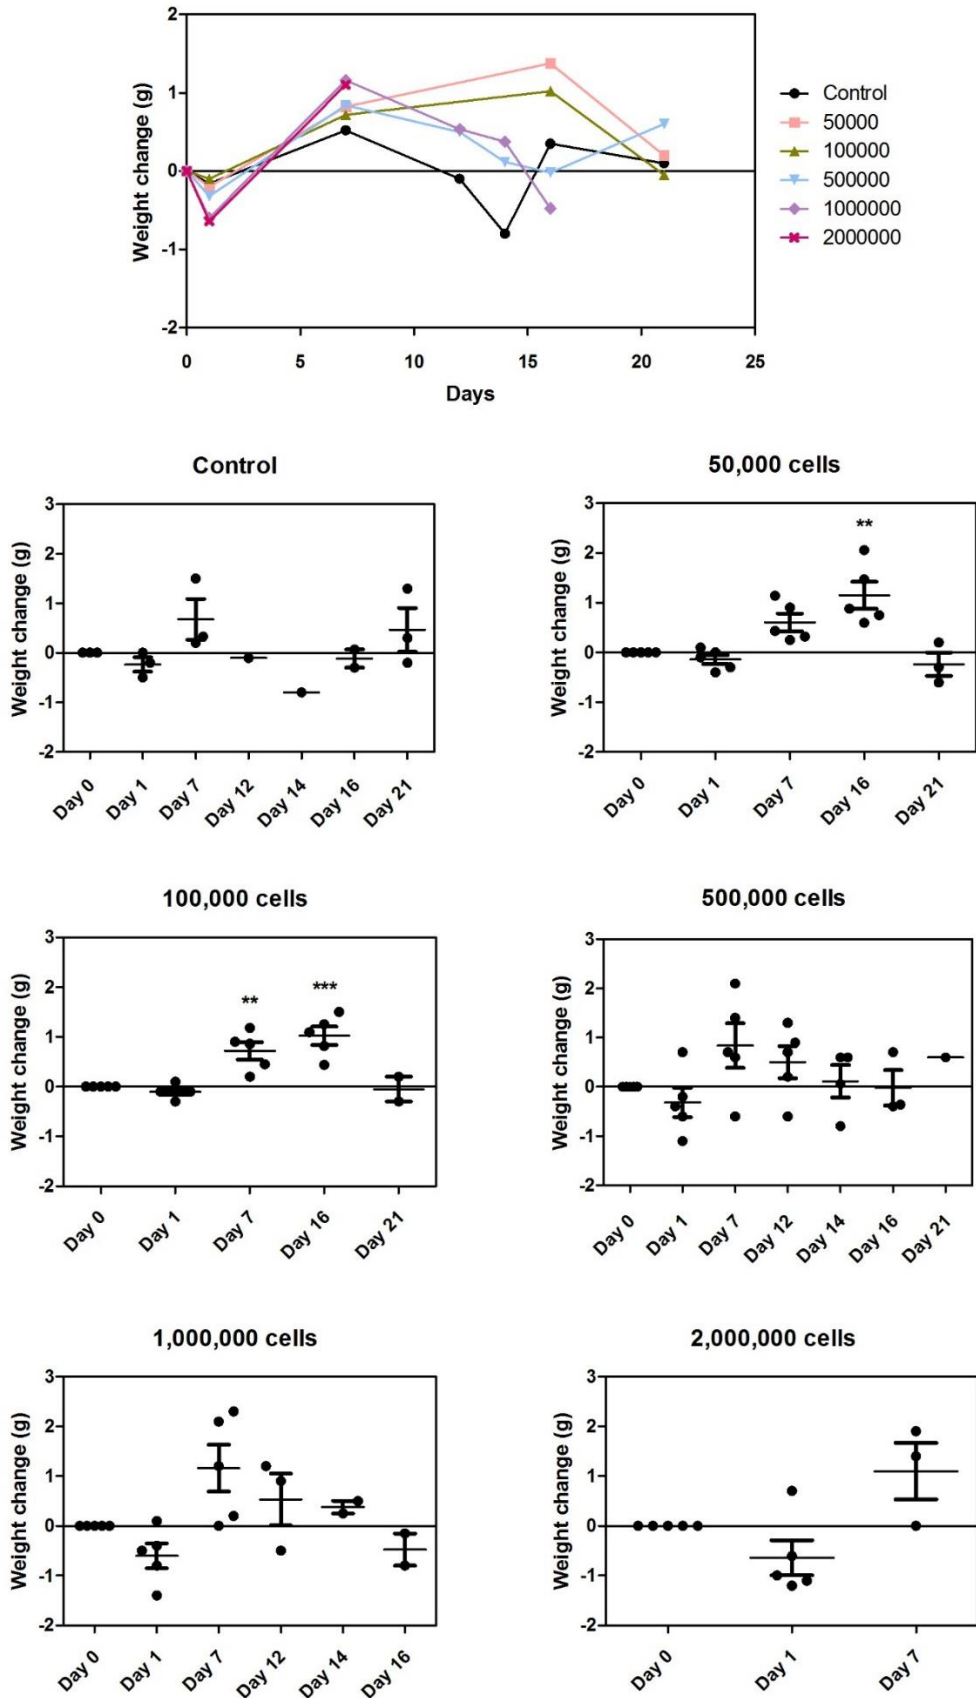 2
1
0
-1
-2
Weight change (g)
0 5 10 15 20 25
Days
Control
50000
100000
500000
1000000
2000000
Control
3
2
1
0
-1
-2
Weight change (g)
Day 0 Day 1 Day 7 Day 12 Day 14 Day 16 Day 21
50,000 cells
3
2
1
0
-1
-2
Weight change (g)
**
Day 0 Day 1 Day 7 Day 16 Day 21
100,000 cells
3
2
1
0
-1
-2
Weight change (g)
** ***
Day 0 Day 1 Day 7 Day 16 Day 21
500,000 cells
3
2
1
0
-1
-2
Weight change (g)
Day 0 Day 1 Day 7 Day 12 Day 14 Day 16 Day 21
1,000,000 cells
3
2
1
0
-1
-2
Weight change (g)
Day 0 Day 1 Day 7 Day 12 Day 14 Day 16
2,000,000 cells
3
2
1
0
-1
-2
Weight change (g)
Day 0 Day 1 Day 7